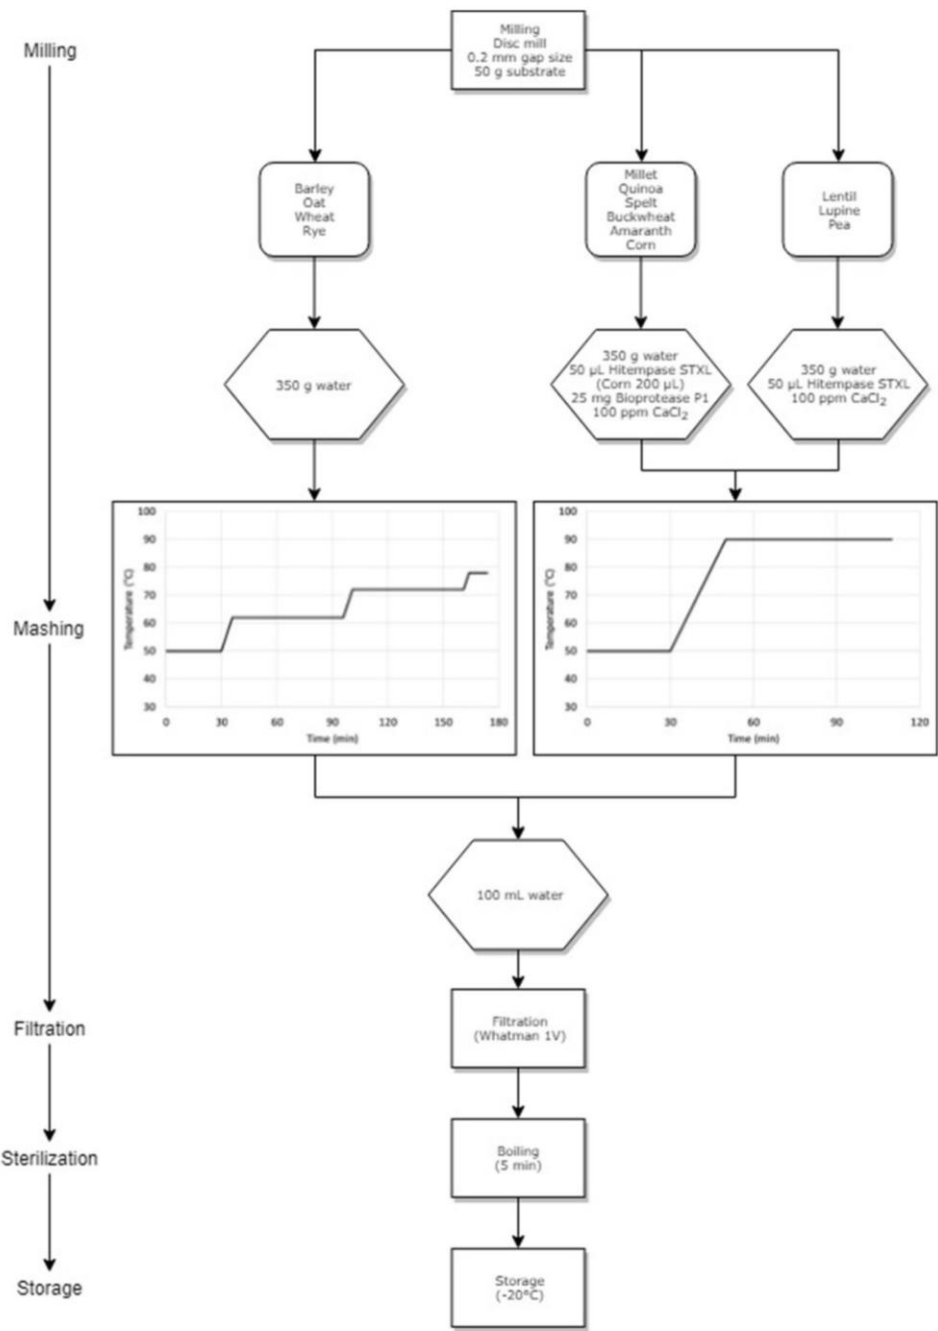 Milling
Milling
Disc mill
0.2 mm gap size
50 g substrate
Barley
Oat
Wheat
Rye
Millet
Quinoa
Spelt
Buckwheat
Amaranth
Corn
Lentil
Lupine
Pea
350 g water
350 g water
50 µL Hitempase STXL
(Corn 200 µL)
25 mg Bioprotease P1
100 ppm CaCl₂
350 g water
50 µL Hitempase STXL
100 ppm CaCl₂
Mashing
Temperature (°C)
100
90
80
70
60
50
40
30
0 30 60 90 120 150 180
Time (min)
Temperature (°C)
100
90
80
70
60
50
40
30
0 30 60 90 120
Time (min)
100 mL water
Filtration
Filtration
(Whatman 1V)
Sterilization
Boiling
(5 min)
Storage
Storage
(-20°C)